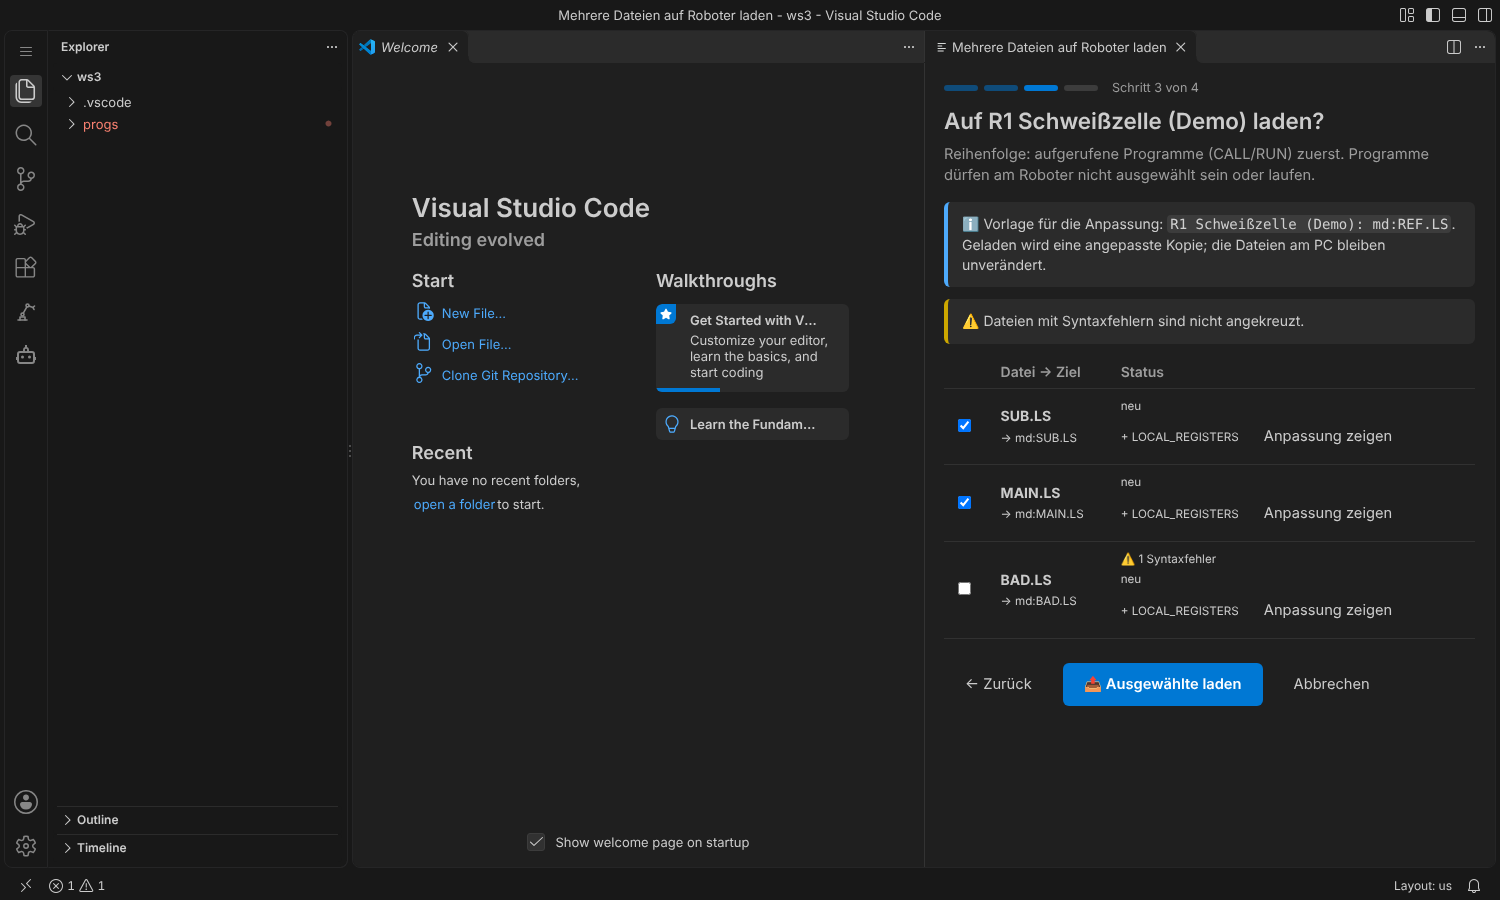 Mehrere Dateien auf Roboter laden - ws3 - Visual Studio Code
Explorer
ws3
.vscode
progs
Outline
Timeline
Welcome
Visual Studio Code
Editing evolved
Start
New File...
Open File...
Clone Git Repository...
Recent
You have no recent folders,
open a folder to start.
Walkthroughs
Get Started with V...
Customize your editor,
learn the basics, and
start coding
Learn the Fundam...
Show welcome page on startup
Mehrere Dateien auf Roboter laden
Schritt 3 von 4
Auf R1 Schweißzelle (Demo) laden?
Reihenfolge: aufgerufene Programme (CALL/RUN) zuerst. Programme
dürfen am Roboter nicht ausgewählt sein oder laufen.
ℹ️ Vorlage für die Anpassung: R1 Schweißzelle (Demo): md:REF.LS.
Geladen wird eine angepasste Kopie; die Dateien am PC bleiben
unverändert.
⚠️ Dateien mit Syntaxfehlern sind nicht angekreuzt.
Datei → Ziel Status
SUB.LS
→ md:SUB.LS
neu
+ LOCAL_REGISTERS Anpassung zeigen
MAIN.LS
→ md:MAIN.LS
neu
+ LOCAL_REGISTERS Anpassung zeigen
BAD.LS
→ md:BAD.LS
⚠️ 1 Syntaxfehler
neu
+ LOCAL_REGISTERS Anpassung zeigen
← Zurück 📤 Ausgewählte laden Abbrechen
1 1
Layout: us